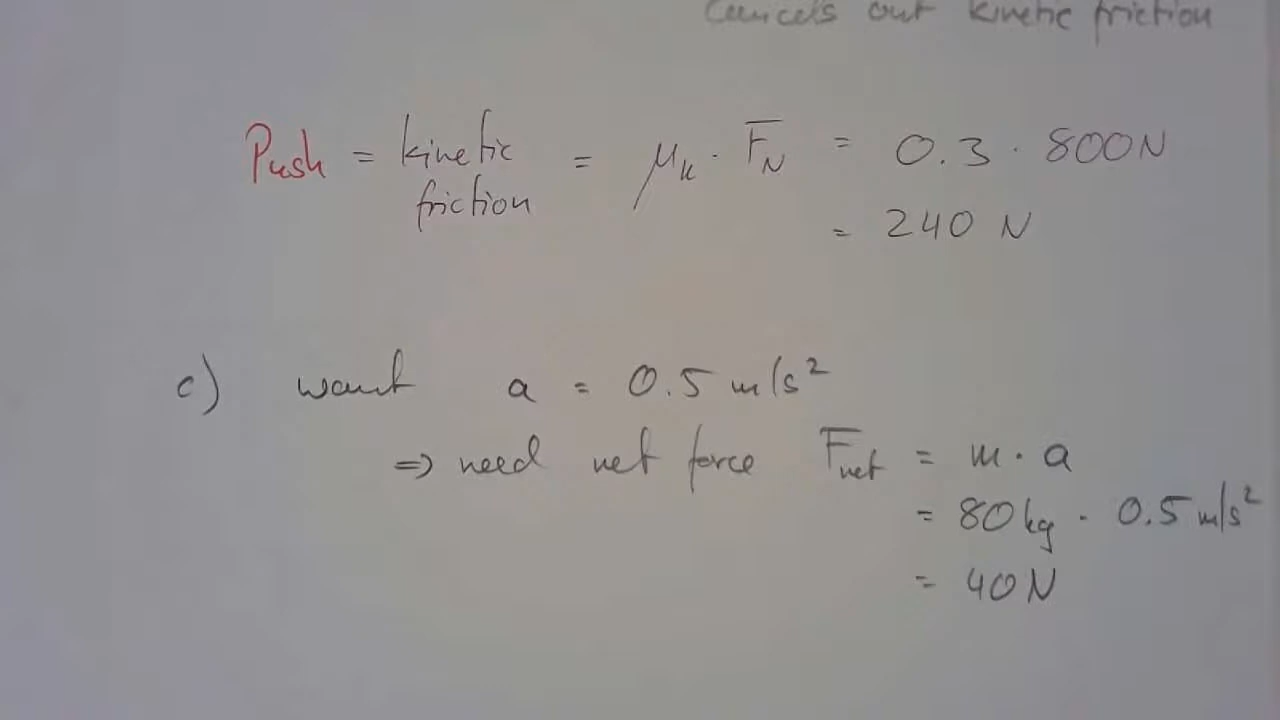 Cancels out kinetic friction
Push = kinetic friction = μk · FN = 0.3 · 800N
= 240 N
c) want a = 0.5 m/s²
⇒ need net force Fnet = m · a
= 80kg · 0.5 m/s²
= 40N